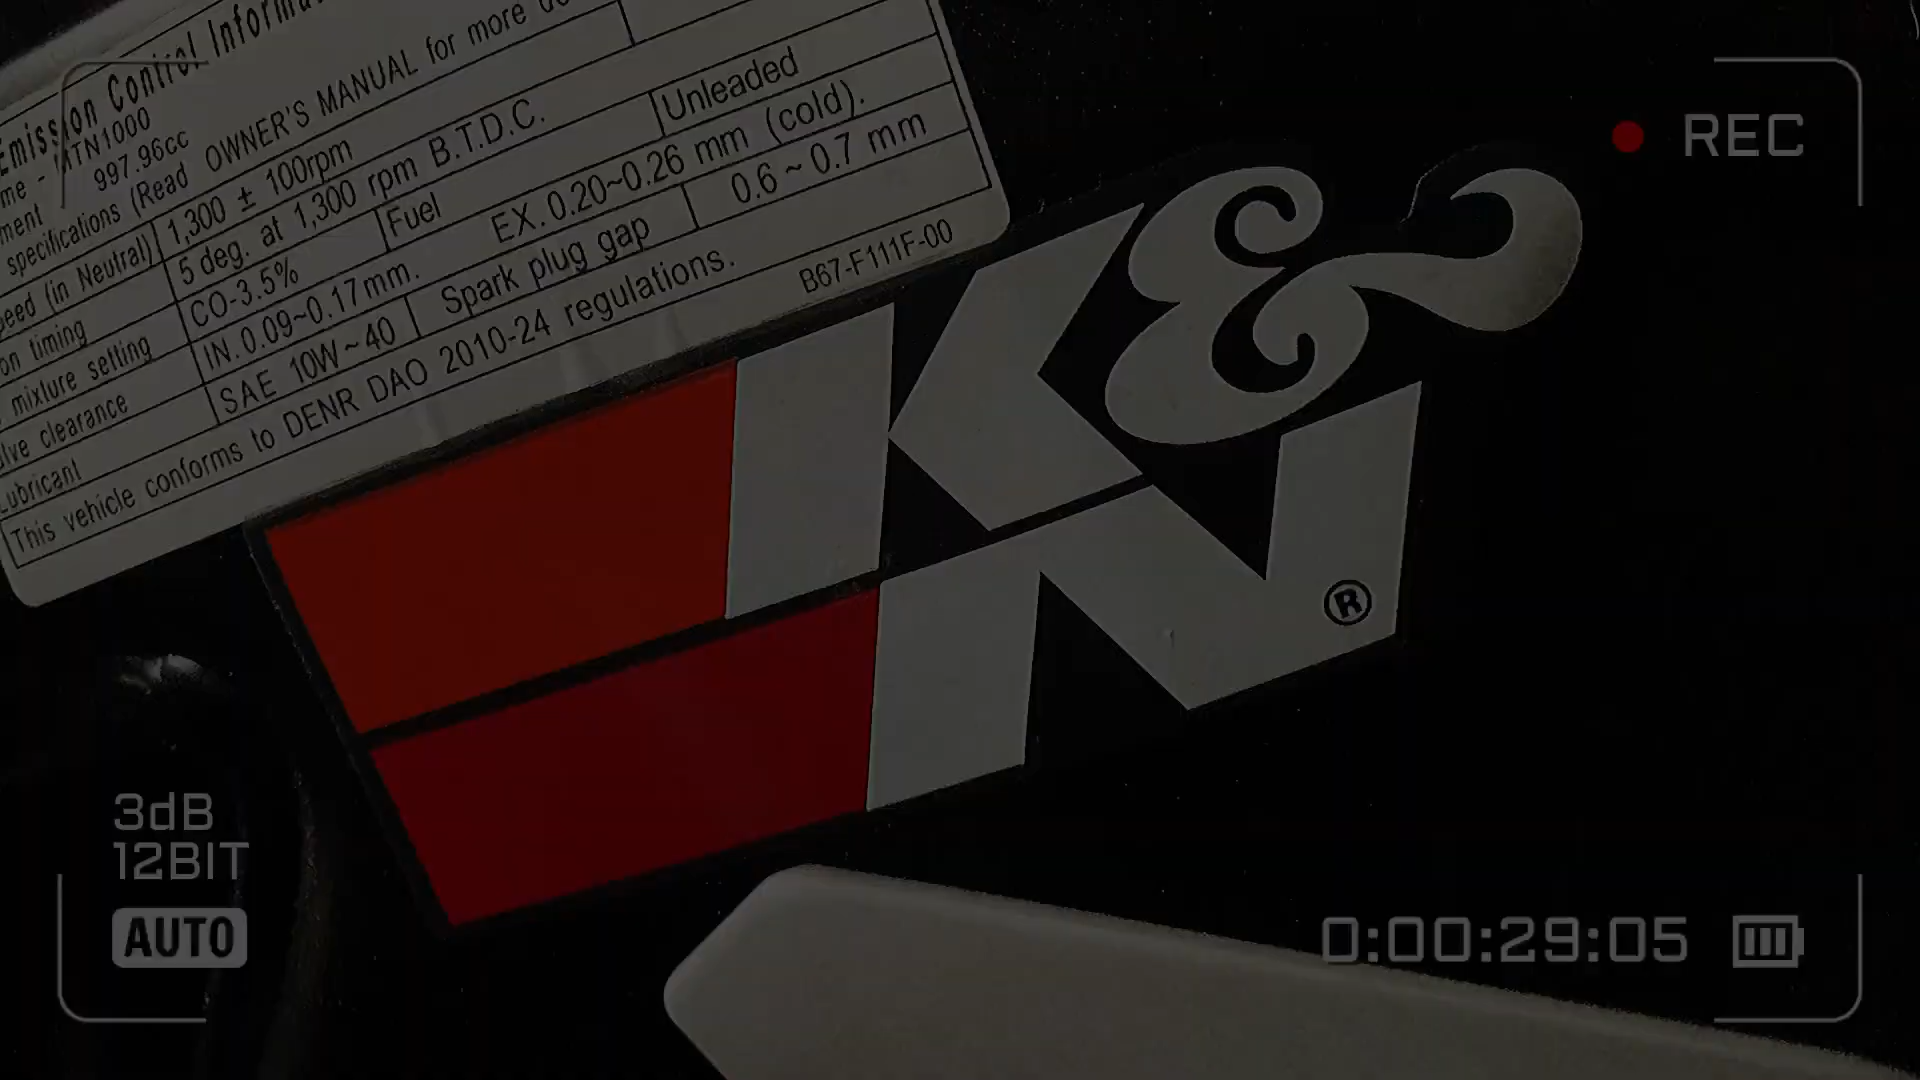 Emission Control Informa
me - MTN1000
ment 997.96cc
specifications (Read OWNER'S MANUAL for more
peed (in Neutral) 1,300 ± 100rpm
on timing 5 deg. at 1,300 rpm B.T.D.C.
mixture setting CO-3.5% Fuel Unleaded
lve clearance IN. 0.09~0.17mm. EX. 0.20~0.26 mm (cold).
Lubricant SAE 10W~40 Spark plug gap 0.6 ~ 0.7 mm
This vehicle conforms to DENR DAO 2010-24 regulations.
B67-F111F-00
K&N®
REC
3dB
12BIT
AUTO
0:00:29:05